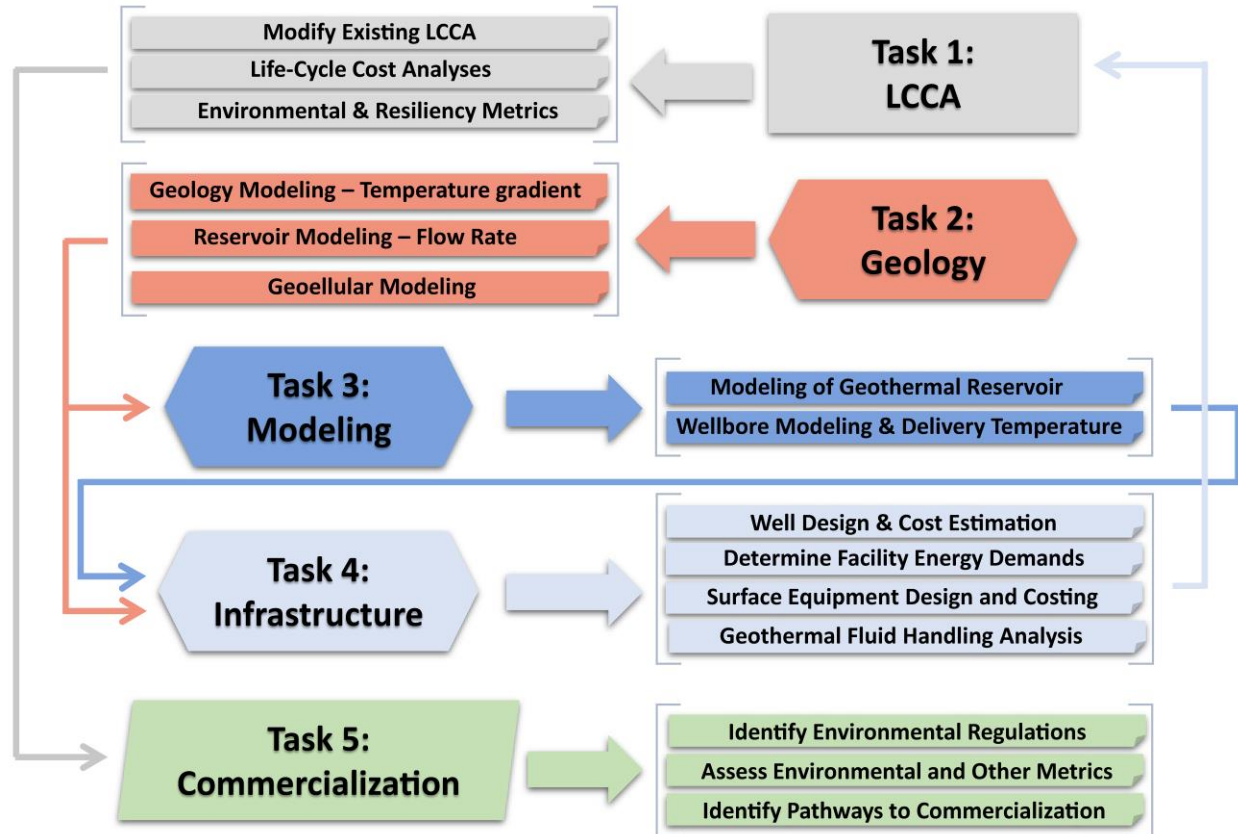 Modify Existing LCCA
Life-Cycle Cost Analyses
Environmental & Resiliency Metrics
Task 1:
LCCA
Geology Modeling – Temperature gradient
Reservoir Modeling – Flow Rate
Geoellular Modeling
Task 2:
Geology
Task 3:
Modeling
Modeling of Geothermal Reservoir
Wellbore Modeling & Delivery Temperature
Task 4:
Infrastructure
Well Design & Cost Estimation
Determine Facility Energy Demands
Surface Equipment Design and Costing
Geothermal Fluid Handling Analysis
Task 5:
Commercialization
Identify Environmental Regulations
Assess Environmental and Other Metrics
Identify Pathways to Commercialization